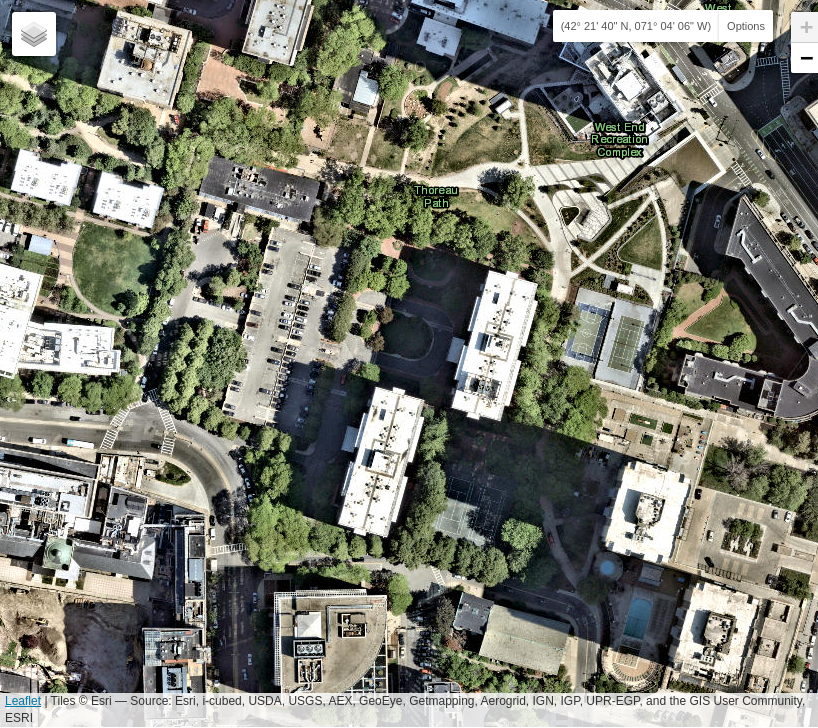 West
(42° 21' 40" N, 071° 04' 06" W)
Options
+
−
West End
Recreation
Complex
Thoreau
Path
Leaflet | Tiles © Esri — Source: Esri, i-cubed, USDA, USGS, AEX, GeoEye, Getmapping, Aerogrid, IGN, IGP, UPR-EGP, and the GIS User Community,
ESRI